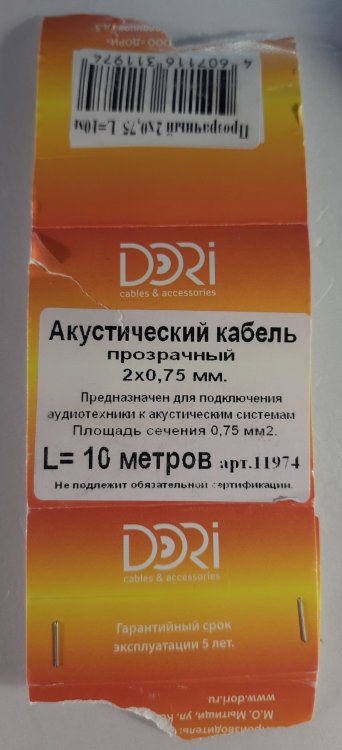 ООО «ДОРИ»
4 607116 311974
Прозрачный 2х0,75 L=10м
DORi
cables & accessories
Акустический кабель
прозрачный
2х0,75 мм.
Предназначен для подключения
аудиотехники к акустическим системам
Площадь сечения 0,75 мм2.
L= 10 метров арт.11974
Не подлежит обязательной сертификации.
DORi
cables & accessories
Гарантийный срок
эксплуатации 5 лет.
www.dori.ru
М.О. Мытищи, ул.